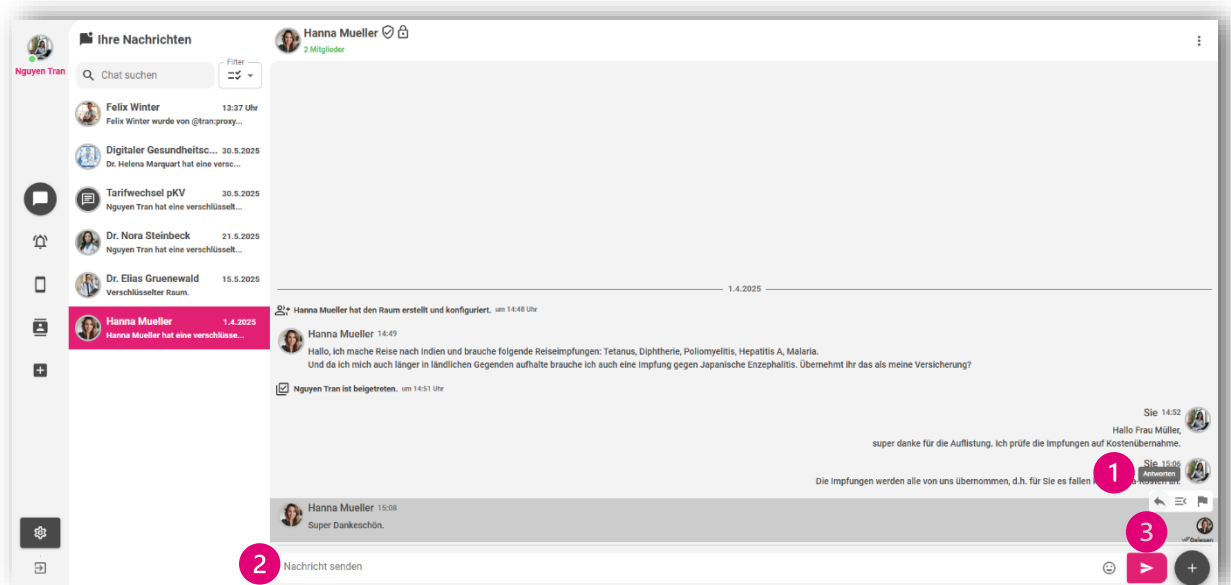 Nguyen Tran
Ihre Nachrichten
Chat suchen
Filter
Felix Winter 13:37 Uhr
Felix Winter wurde von @tran:proxy...
Digitaler Gesundheitsc... 30.5.2025
Dr. Helena Marquart hat eine versc...
Tarifwechsel pKV 30.5.2025
Nguyen Tran hat eine verschlüsselt...
Dr. Nora Steinbeck 21.5.2025
Nguyen Tran hat eine verschlüsselt...
Dr. Elias Gruenewald 15.5.2025
Verschlüsselter Raum.
Hanna Mueller 1.4.2025
Hanna Mueller hat eine verschlüsse...
Hanna Mueller
2 Mitglieder
1.4.2025
Hanna Mueller hat den Raum erstellt und konfiguriert. um 14:48 Uhr
Hanna Mueller 14:49
Hallo, ich mache Reise nach Indien und brauche folgende Reiseimpfungen: Tetanus, Diphtherie, Poliomyelitis, Hepatitis A, Malaria.
Und da ich mich auch länger in ländlichen Gegenden aufhalte brauche ich auch eine Impfung gegen Japanische Enzephalitis. Übernehmt ihr das als meine Versicherung?
Nguyen Tran ist beigetreten. um 14:51 Uhr
Sie 14:52
Hallo Frau Müller,
super danke für die Auflistung. Ich prüfe die Impfungen auf Kostenübernahme.
Sie 15:06
1 Antworten
Die Impfungen werden alle von uns übernommen, d.h. für Sie es fallen Kosten an.
Hanna Mueller 15:08
Super Dankeschön.
3
Gelesen
2 Nachricht senden